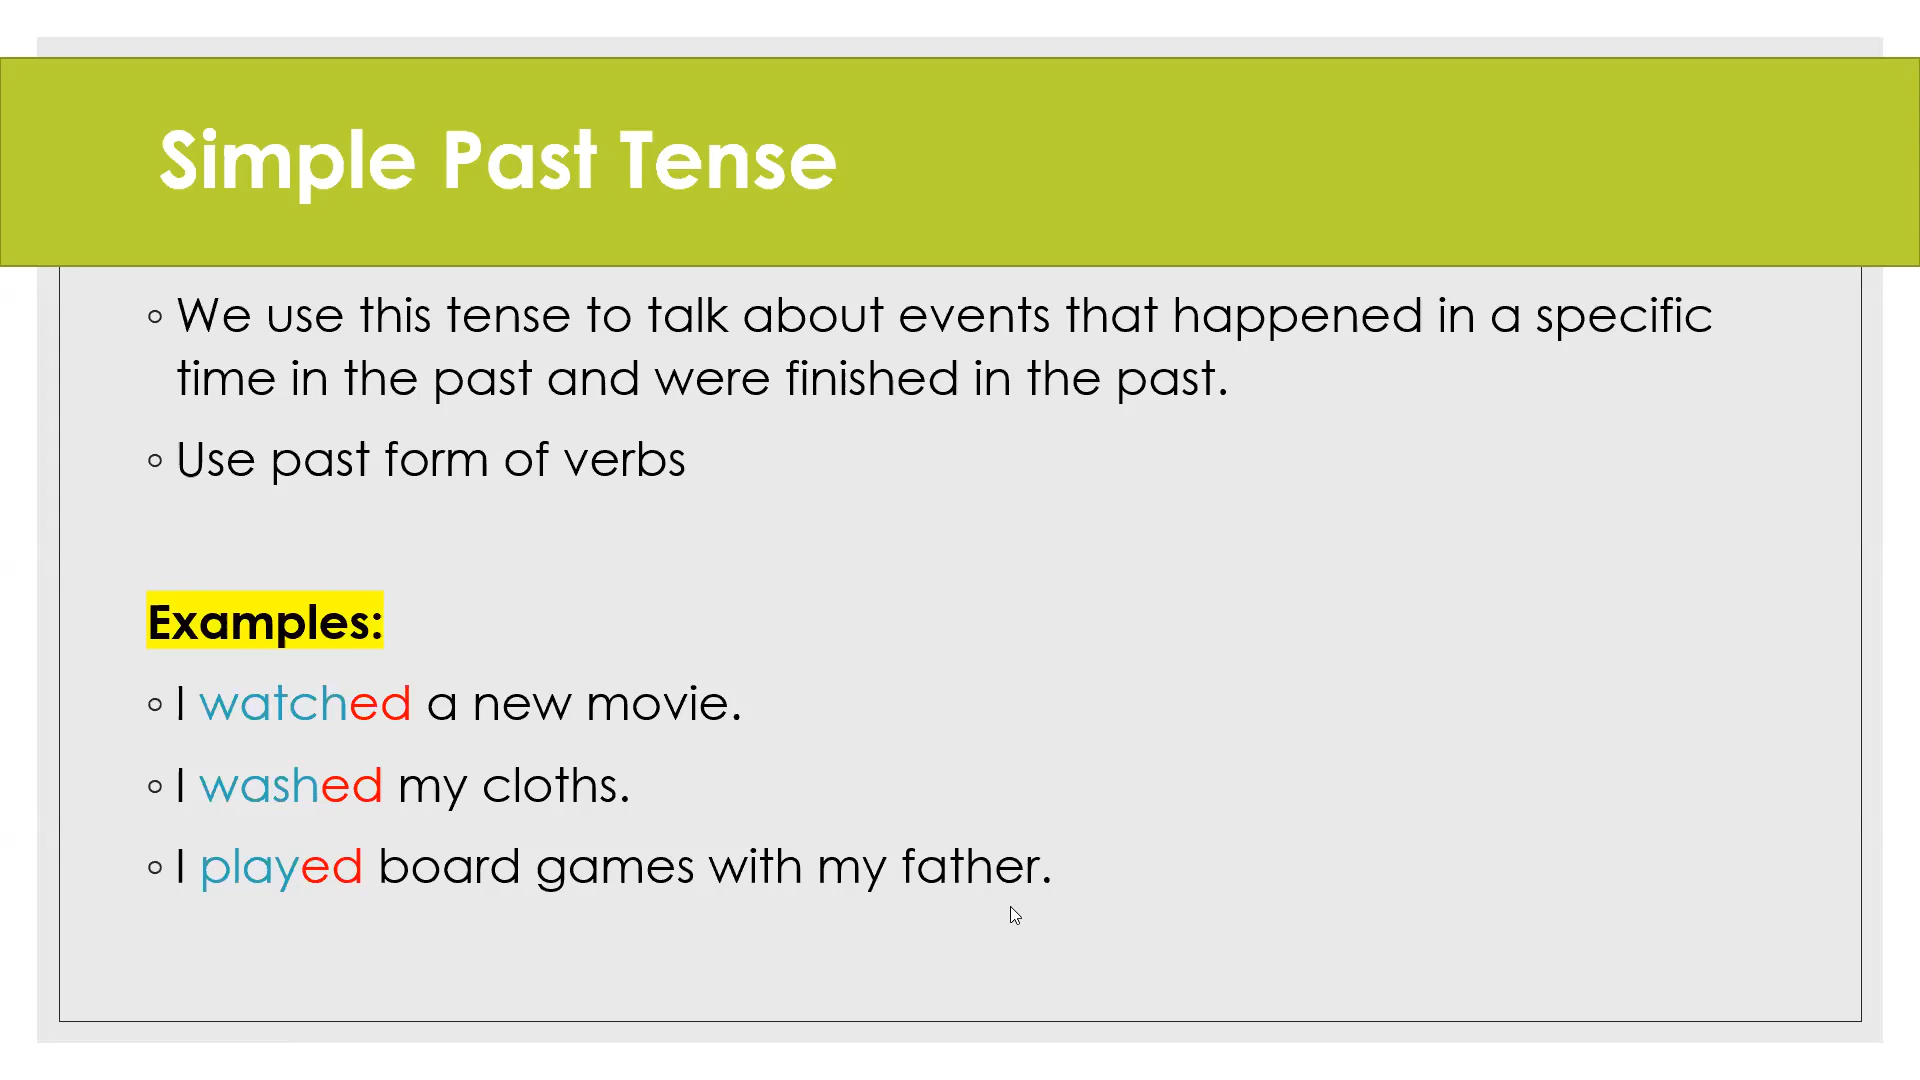 Simple Past Tense
◦ We use this tense to talk about events that happened in a specific
time in the past and were finished in the past.
◦ Use past form of verbs
Examples:
◦ I watched a new movie.
◦ I washed my cloths.
◦ I played board games with my father.